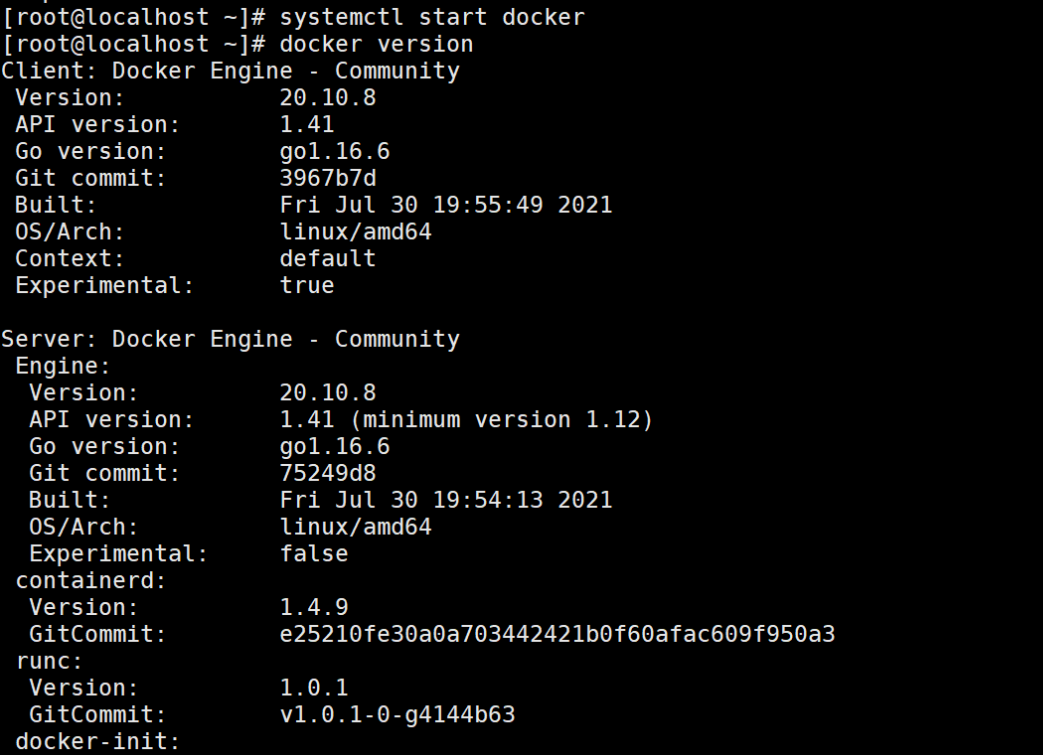 [root@localhost ~]# systemctl start docker
[root@localhost ~]# docker version
Client: Docker Engine - Community
 Version:           20.10.8
 API version:       1.41
 Go version:        go1.16.6
 Git commit:        3967b7d
 Built:             Fri Jul 30 19:55:49 2021
 OS/Arch:           linux/amd64
 Context:           default
 Experimental:      true

Server: Docker Engine - Community
 Engine:
  Version:          20.10.8
  API version:      1.41 (minimum version 1.12)
  Go version:       go1.16.6
  Git commit:       75249d8
  Built:            Fri Jul 30 19:54:13 2021
  OS/Arch:          linux/amd64
  Experimental:     false
 containerd:
  Version:          1.4.9
  GitCommit:        e25210fe30a0a703442421b0f60afac609f950a3
 runc:
  Version:          1.0.1
  GitCommit:        v1.0.1-0-g4144b63
 docker-init: